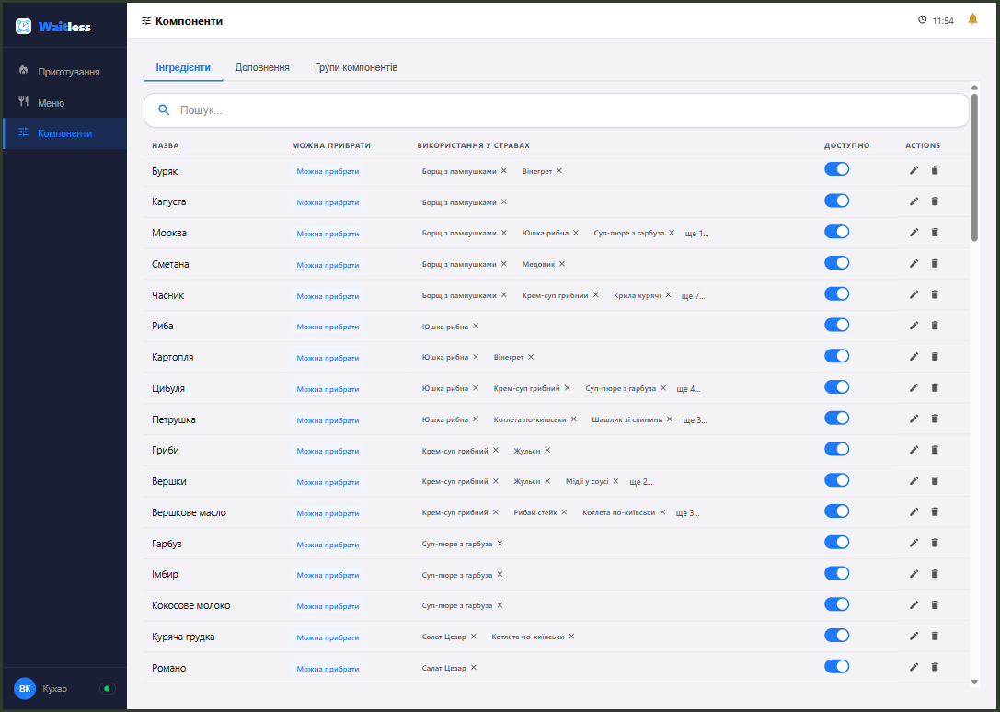 Waitless
Компоненти
11:54
Приготування
Меню
Компоненти
Інгредієнти Доповнення Групи компонентів
Пошук...
НАЗВА МОЖНА ПРИБРАТИ ВИКОРИСТАННЯ У СТРАВАХ ДОСТУПНО ACTIONS
Буряк Можна прибрати Борщ з пампушками × Вінегрет ×
Капуста Можна прибрати Борщ з пампушками ×
Морква Можна прибрати Борщ з пампушками × Юшка рибна × Суп-пюре з гарбуза × ще 1...
Сметана Можна прибрати Борщ з пампушками × Медовик ×
Часник Можна прибрати Борщ з пампушками × Крем-суп грибний × Крила курячі × ще 7...
Риба Можна прибрати Юшка рибна ×
Картопля Можна прибрати Юшка рибна × Вінегрет ×
Цибуля Можна прибрати Юшка рибна × Крем-суп грибний × Суп-пюре з гарбуза × ще 4...
Петрушка Можна прибрати Юшка рибна × Котлета по-київськи × Шашлик зі свинини × ще 3...
Гриби Можна прибрати Крем-суп грибний × Жульєн ×
Вершки Можна прибрати Крем-суп грибний × Жульєн × Мідії у соусі × ще 2...
Вершкове масло Можна прибрати Крем-суп грибний × Рибай стейк × Котлета по-київськи × ще 3...
Гарбуз Можна прибрати Суп-пюре з гарбуза ×
Імбир Можна прибрати Суп-пюре з гарбуза ×
Кокосове молоко Можна прибрати Суп-пюре з гарбуза ×
Куряча грудка Можна прибрати Салат Цезар × Котлета по-київськи ×
Романо Можна прибрати Салат Цезар ×
ВК Кухар